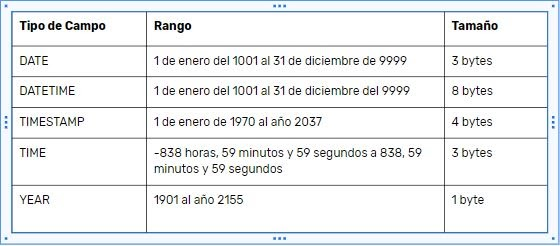 Tipo de Campo Rango Tamaño
DATE 1 de enero del 1001 al 31 de diciembre de 9999 3 bytes
DATETIME 1 de enero del 1001 al 31 de diciembre del 9999 8 bytes
TIMESTAMP 1 de enero de 1970 al año 2037 4 bytes
TIME -838 horas, 59 minutos y 59 segundos a 838, 59 3 bytes
minutos y 59 segundos
YEAR 1901 al año 2155 1 byte